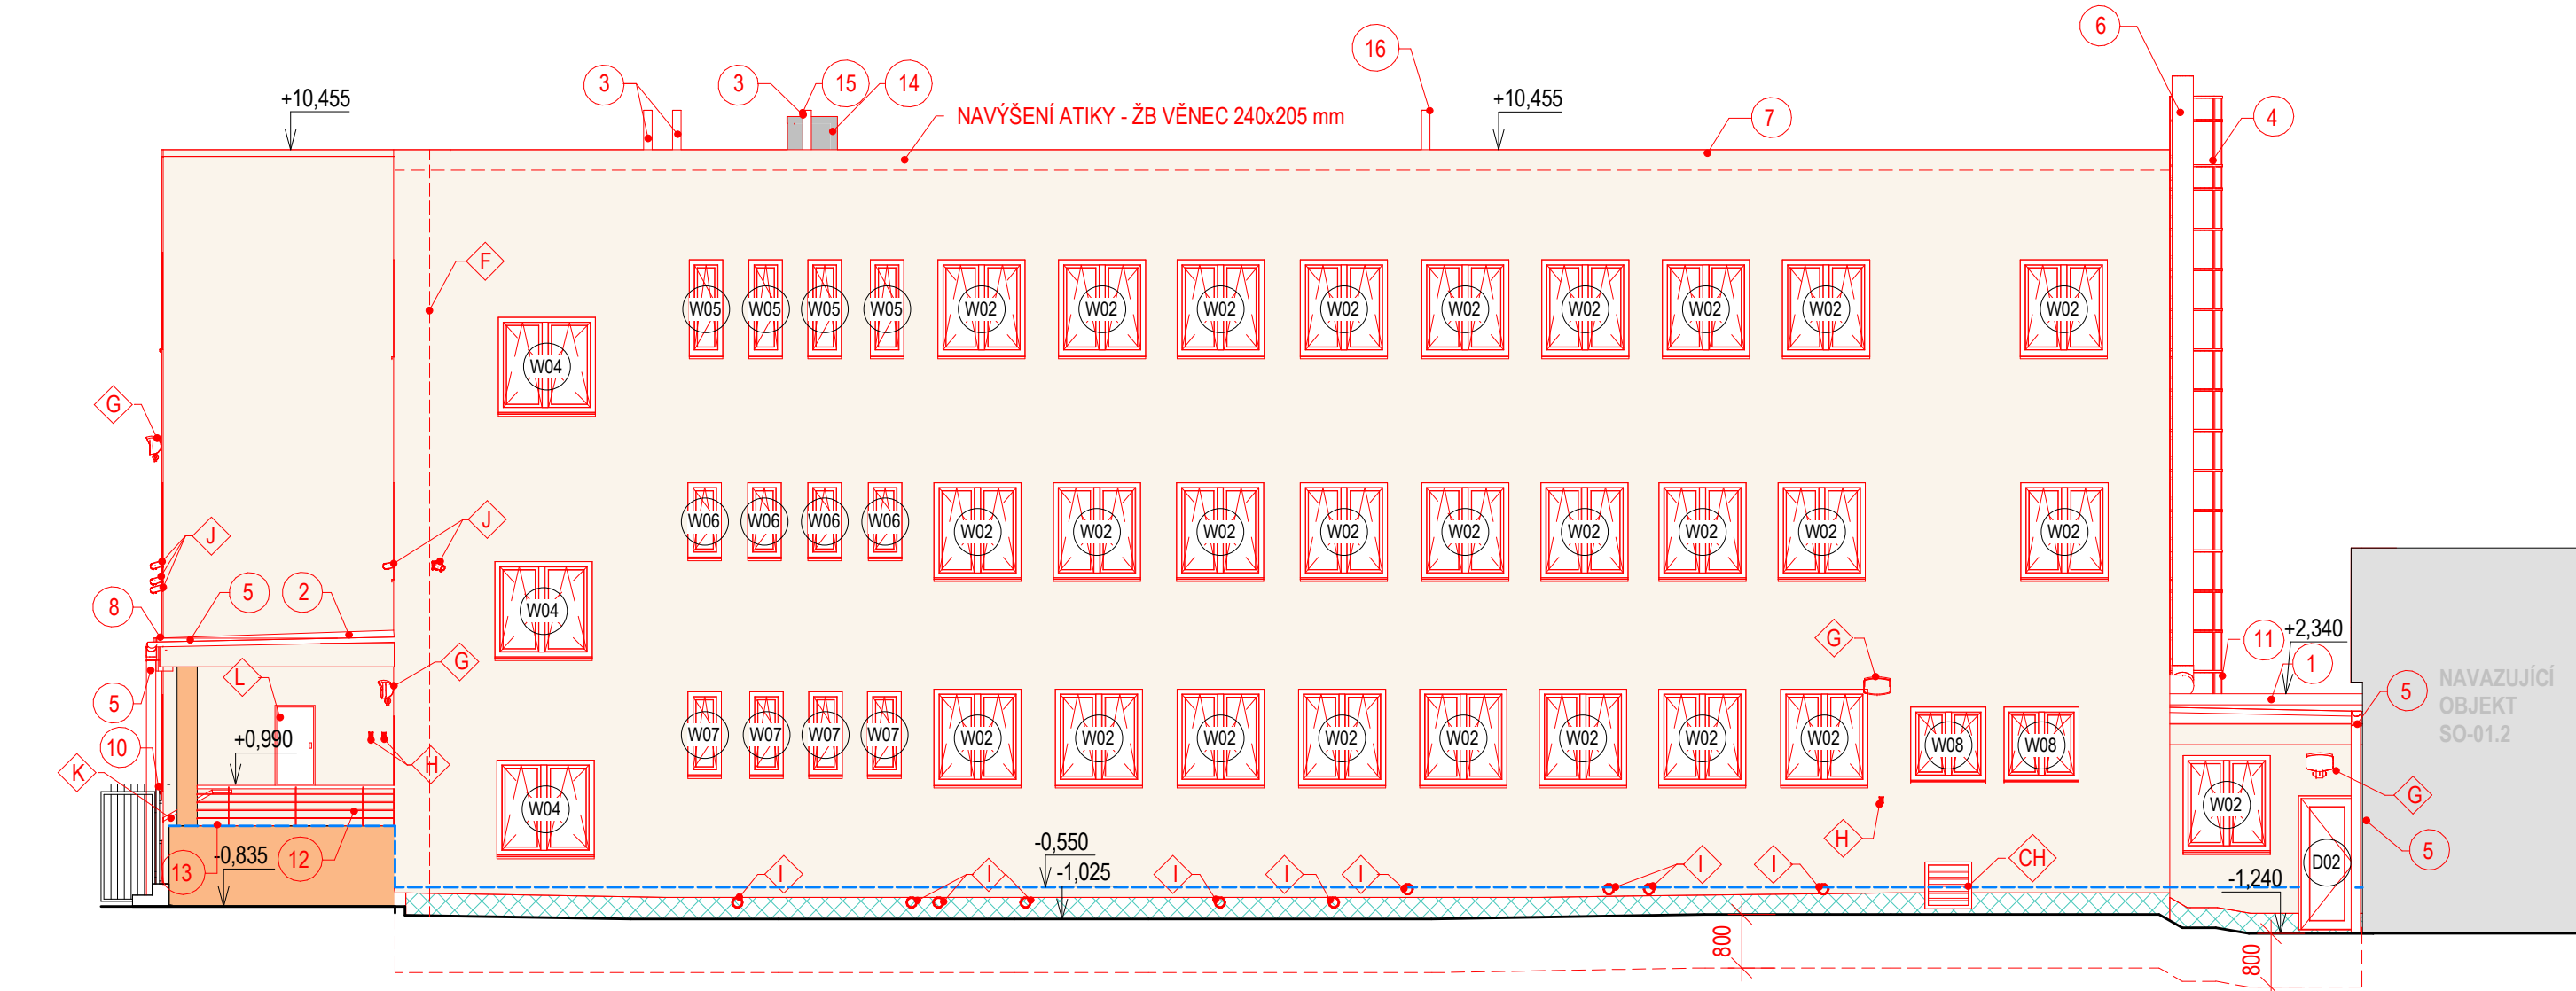 6
16
3
3
15
14
+10,455
+10,455
NAVÝŠENÍ ATIKY - ŽB VĚNEC 240x205 mm
7
4
F
W05
W05
W05
W05
W02
W02
W02
W02
W02
W02
W02
W02
W02
W04
G
J
J
W06
W06
W06
W06
W02
W02
W02
W02
W02
W02
W02
W02
W02
8
5
2
W04
G
11
+2,340
1
G
L
5
5
NAVAZUJÍCÍ
OBJEKT
SO-01.2
10
+0,990
W07
W07
W07
W07
W02
W02
W02
W02
W02
W02
W02
W02
W08
W08
K
H
G
W04
W02
H
13
-0,835
12
-0,550
-1,025
I
I
I
I
I
I
I
CH
-1,240
D02
5
800
800